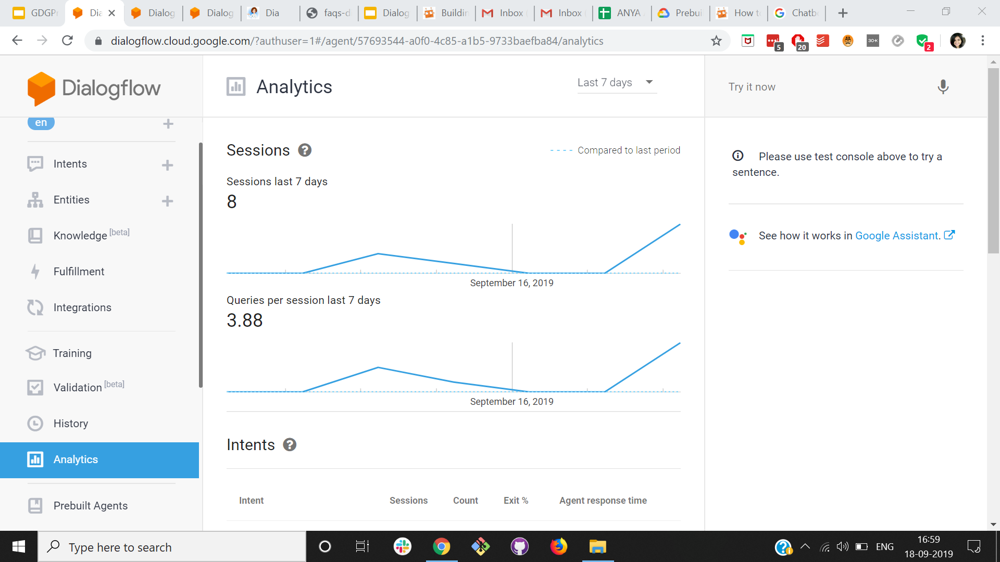 GDGPr
Dia
Dialog
Dialog
Dia
faqs-d
Dialog
Buildin
Inbox
Inbox
ANYA
Prebui
How to
Chatbo
dialogflow.cloud.google.com/?authuser=1#/agent/57693544-a0f0-4c85-a1b5-9733baefba84/analytics
5
20
30
2
Dialogflow
en
Intents
Entities
Knowledge [beta]
Fulfillment
Integrations
Training
Validation [beta]
History
Analytics
Prebuilt Agents
Analytics
Last 7 days
Sessions ?
Compared to last period
Sessions last 7 days
8
September 16, 2019
Queries per session last 7 days
3.88
September 16, 2019
Intents ?
Intent Sessions Count Exit % Agent response time
Try it now
Please use test console above to try a
sentence.
See how it works in Google Assistant.
Type here to search
ENG
16:59
18-09-2019